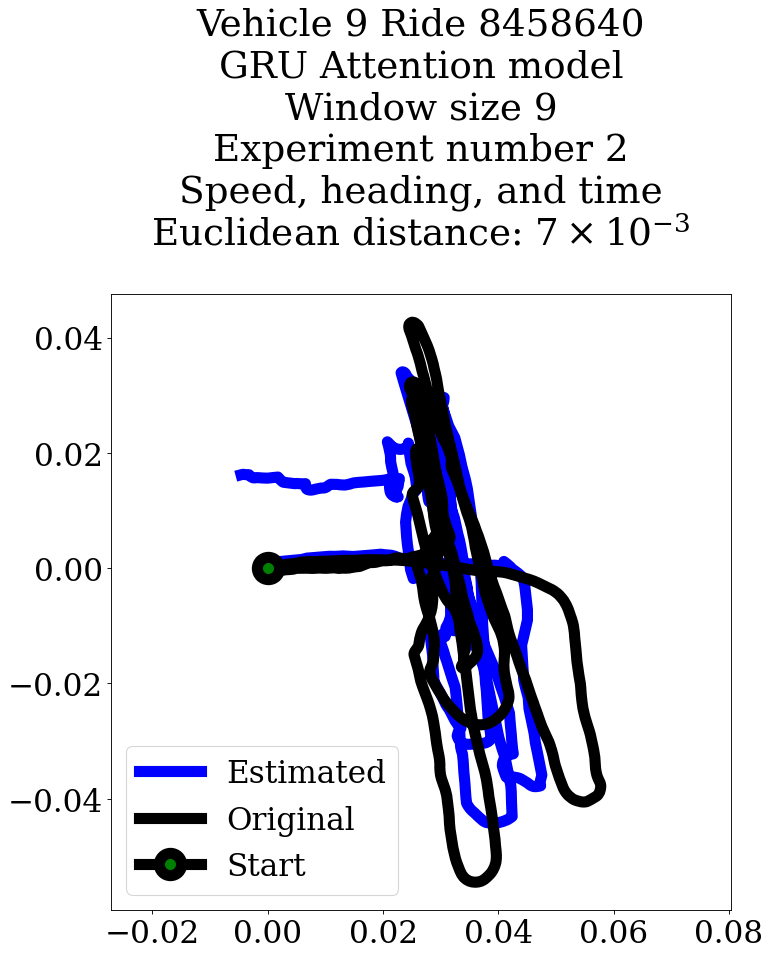 Vehicle 9 Ride 8458640
GRU Attention model
Window size 9
Experiment number 2
Speed, heading, and time
Euclidean distance: 7 × 10⁻³
0.04
0.02
0.00
−0.02
−0.04
Estimated
Original
Start
−0.02 0.00 0.02 0.04 0.06 0.08